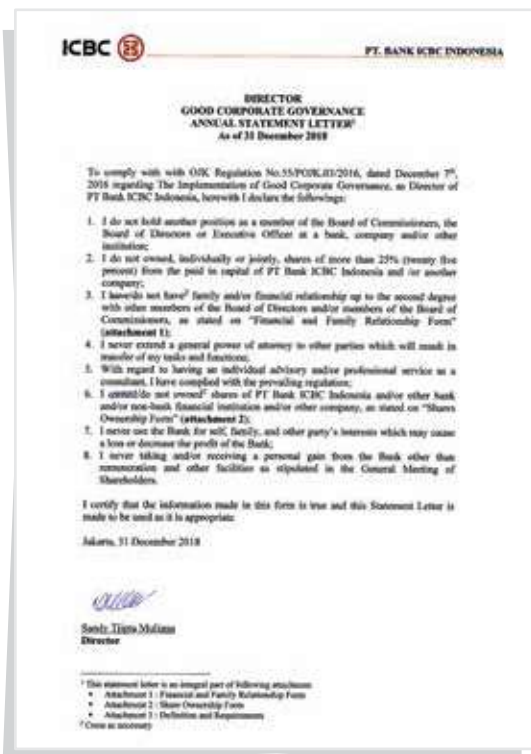 ICBC PT. BANK ICBC INDONESIA
DIRECTOR
GOOD CORPORATE GOVERNANCE
ANNUAL STATEMENT LETTER¹
As of 31 December 2018
To comply with with OJK Regulation No.55/POJK.03/2016, dated December 7th,
2016 regarding The Implementation of Good Corporate Governance, as Director of
PT Bank ICBC Indonesia, herewith I declare the followings:
1. I do not hold another position as a member of the Board of Commissioners, the
Board of Directors or Executive Officer at a bank, company and/or other
institution;
2. I do not owned, individually or jointly, shares of more than 25% (twenty five
percent) from the paid in capital of PT Bank ICBC Indonesia and /or another
company;
3. I have/do not have² family and/or financial relationship up to the second degree
with other members of the Board of Directors and/or members of the Board of
Commissioners, as stated on "Financial and Family Relationship Form"
(attachment 1);
4. I never extend a general power of attorney to other parties which will result in
transfer of my tasks and functions;
5. With regard to having an individual advisory and/or professional service as a
consultant, I have complied with the prevailing regulation;
6. I owned/do not owned² shares of PT Bank ICBC Indonesia and/or other bank
and/or non-bank financial institution and/or other company, as stated on "Shares
Ownership Form" (attachment 2);
7. I never use the Bank for self, family, and other party's interests which may cause
a loss or decrease the profit of the Bank;
8. I never taking and/or receiving a personal gain from the Bank other than
remuneration and other facilities as stipulated in the General Meeting of
Shareholders.
I certify that the information made in this form is true and this Statement Letter is
made to be used as it is appropriate
Jakarta, 31 December 2018
Sandy Tjipta Muliana
Director
¹ This statement letter is an integral part of following attachment:
• Attachment 1 : Financial and Family Relationship Form
• Attachment 2 : Share Ownership Form
• Attachment 3 : Definition and Requirements
² Cross as necessary